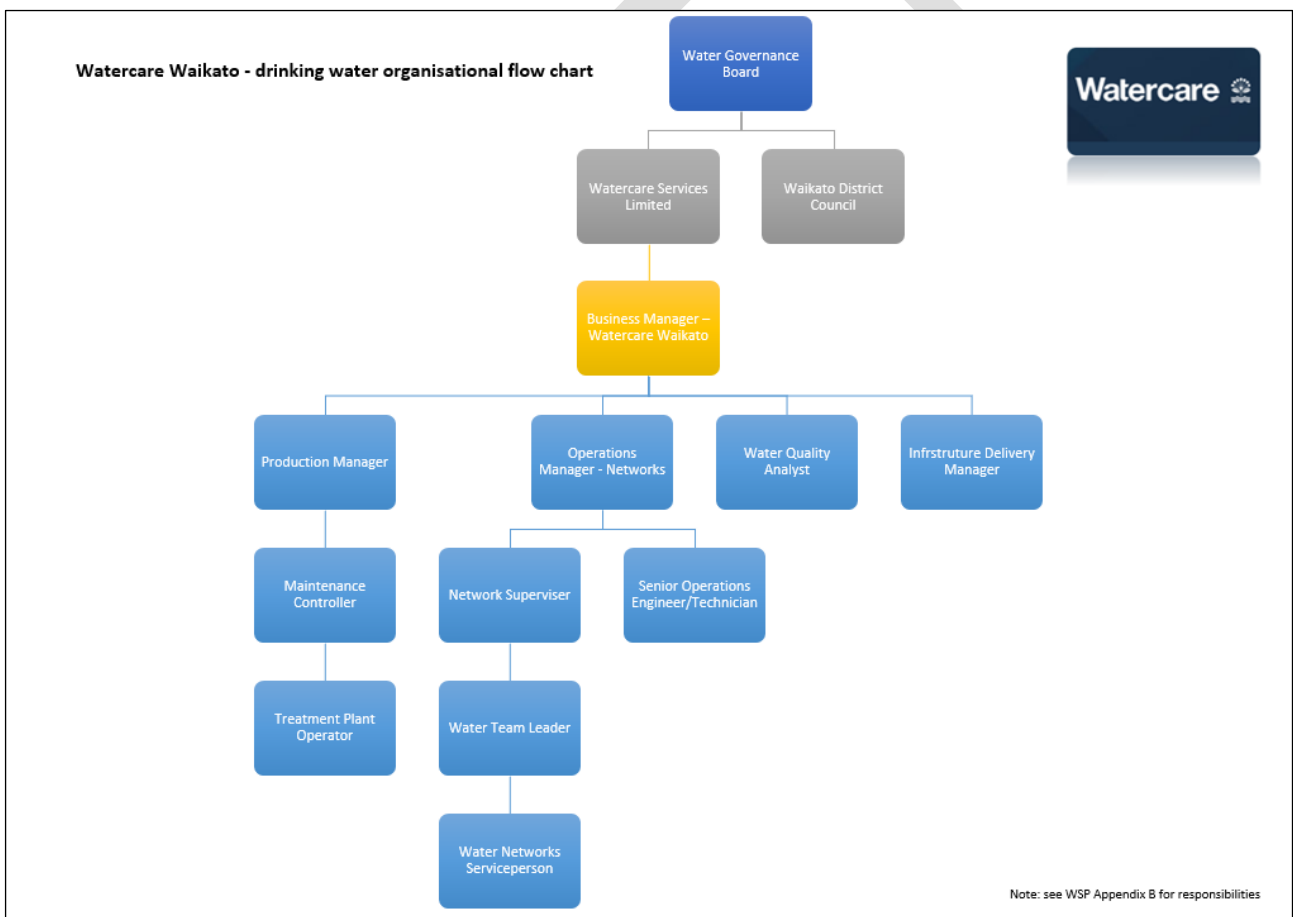 Water Governance
Board
Watercare Waikato - drinking water organisational flow chart
Watercare
Watercare Services
Limited
Waikato District
Council
Business Manager –
Watercare Waikato
Production Manager
Operations
Manager - Networks
Water Quality
Analyst
Infrstruture Delivery
Manager
Maintenance
Controller
Network Superviser
Senior Operations
Engineer/Technician
Treatment Plant
Operator
Water Team Leader
Water Networks
Serviceperson
Note: see WSP Appendix B for responsibilities